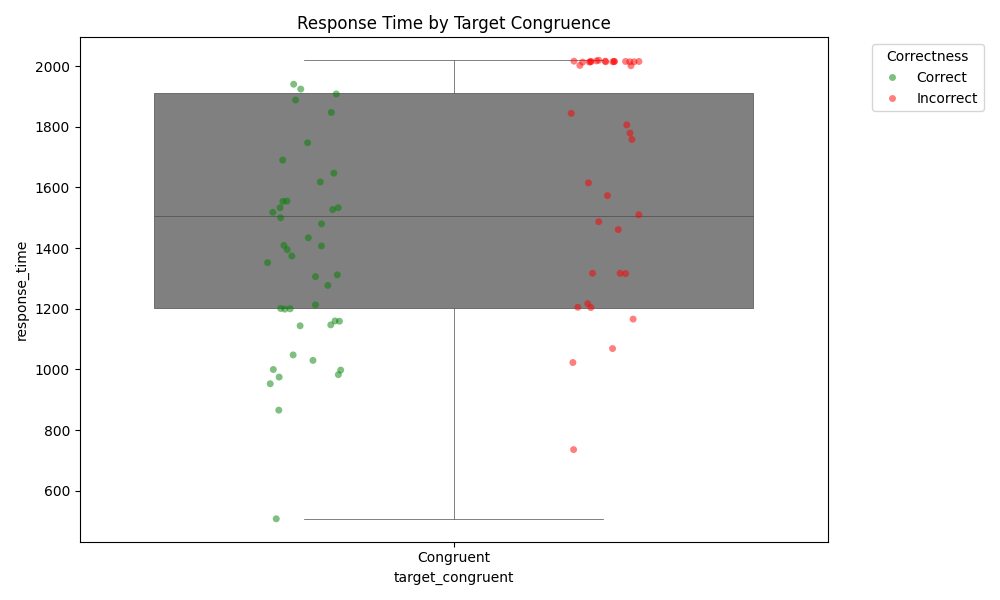 Response Time by Target Congruence
Correctness
Correct
Incorrect
response_time
2000
1800
1600
1400
1200
1000
800
600
Congruent
target_congruent